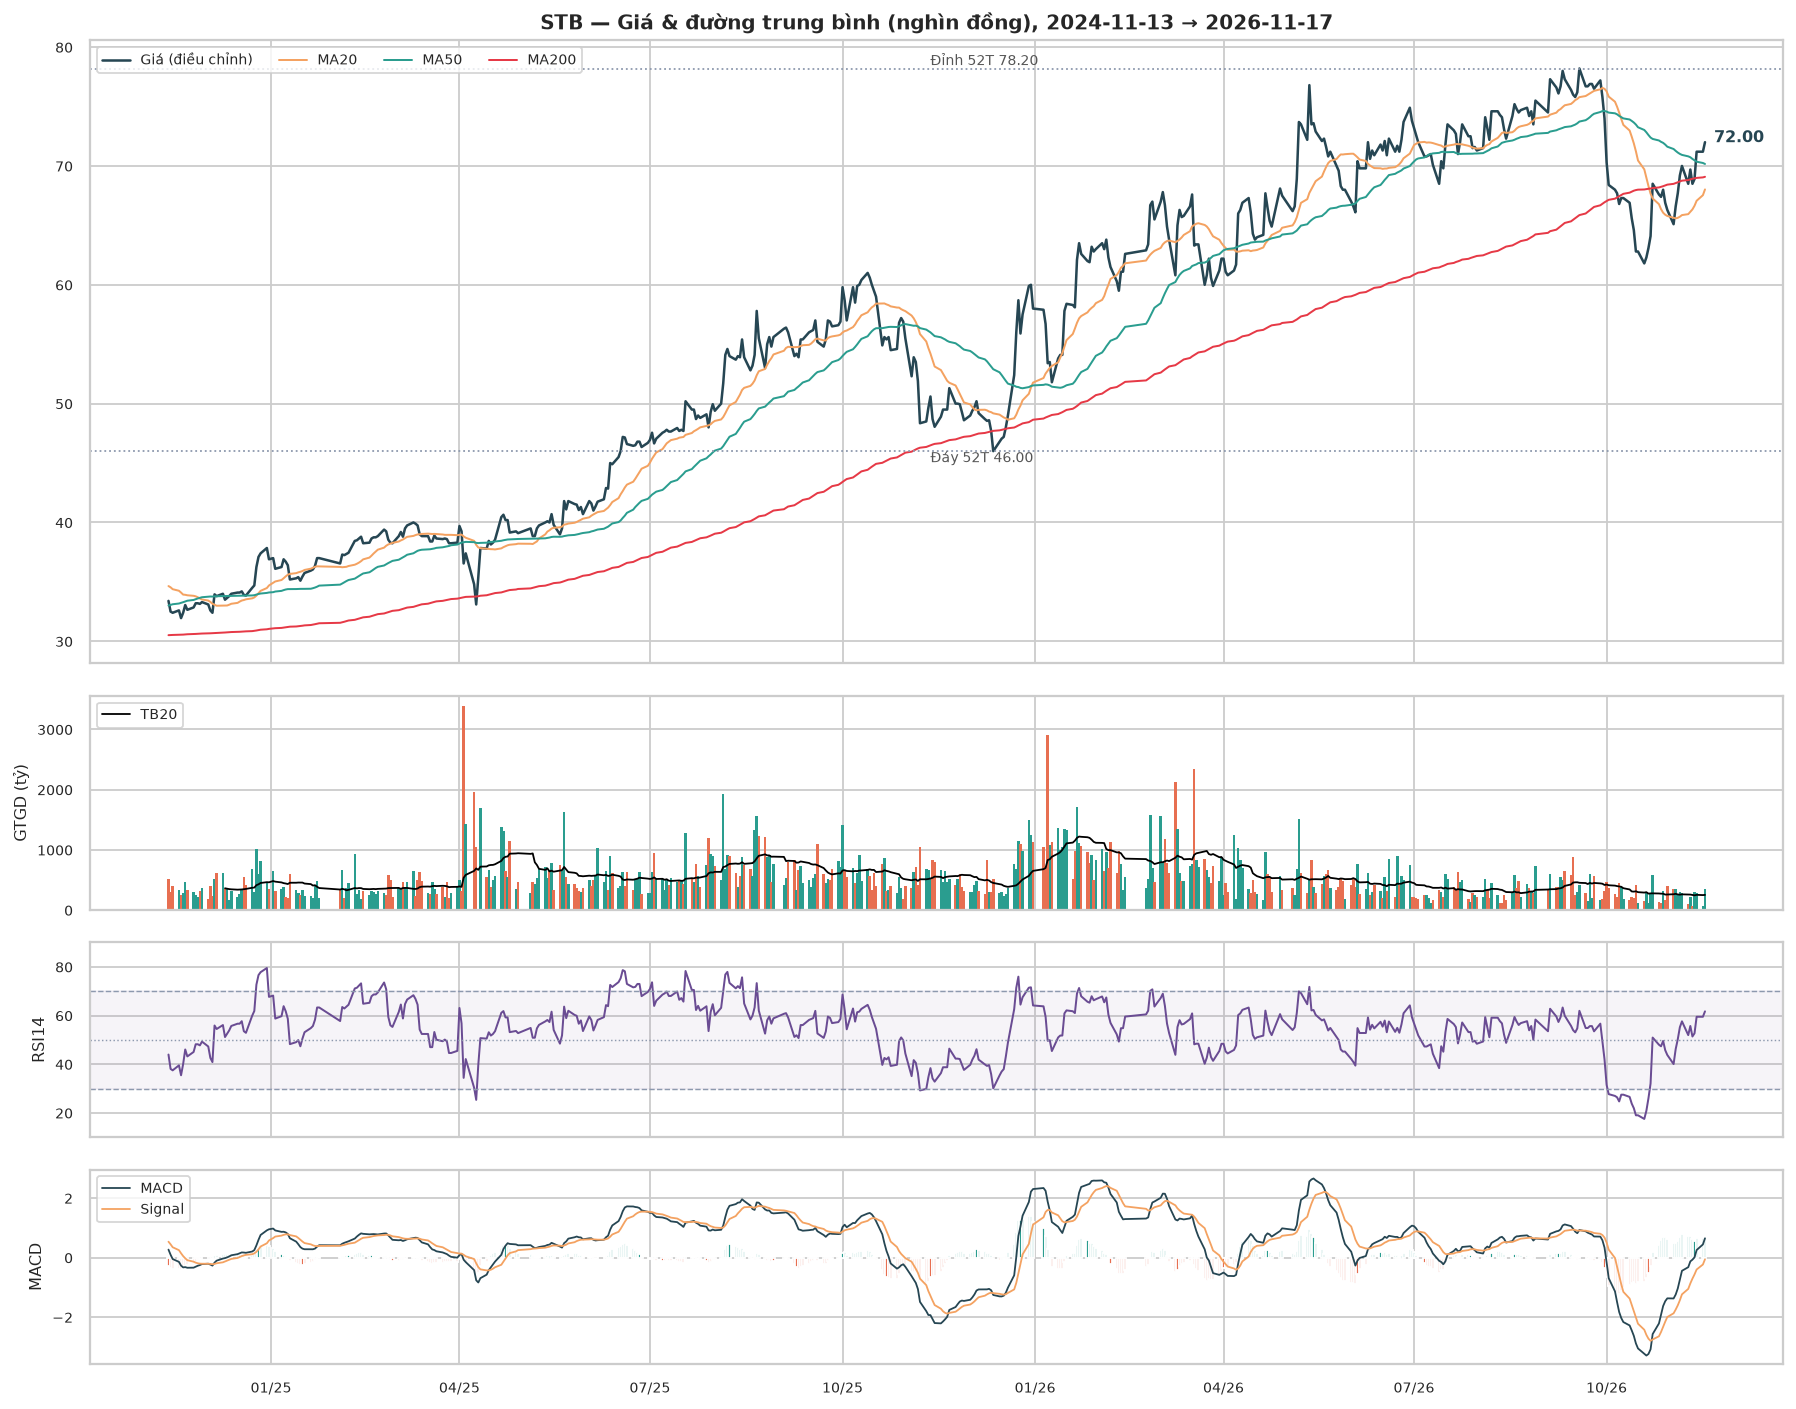 STB — Giá & đường trung bình (nghìn đồng), 2024-11-13 → 2026-11-17
80
Giá (điều chỉnh) MA20 MA50 MA200
Đỉnh 52T 78.20
72.00
70
60
50
Đáy 52T 46.00
40
30
TB20
GTGD (tỷ)
3000
2000
1000
0
RSI14
80
60
40
20
MACD
Signal
MACD
2
0
−2
01/25 04/25 07/25 10/25 01/26 04/26 07/26 10/26